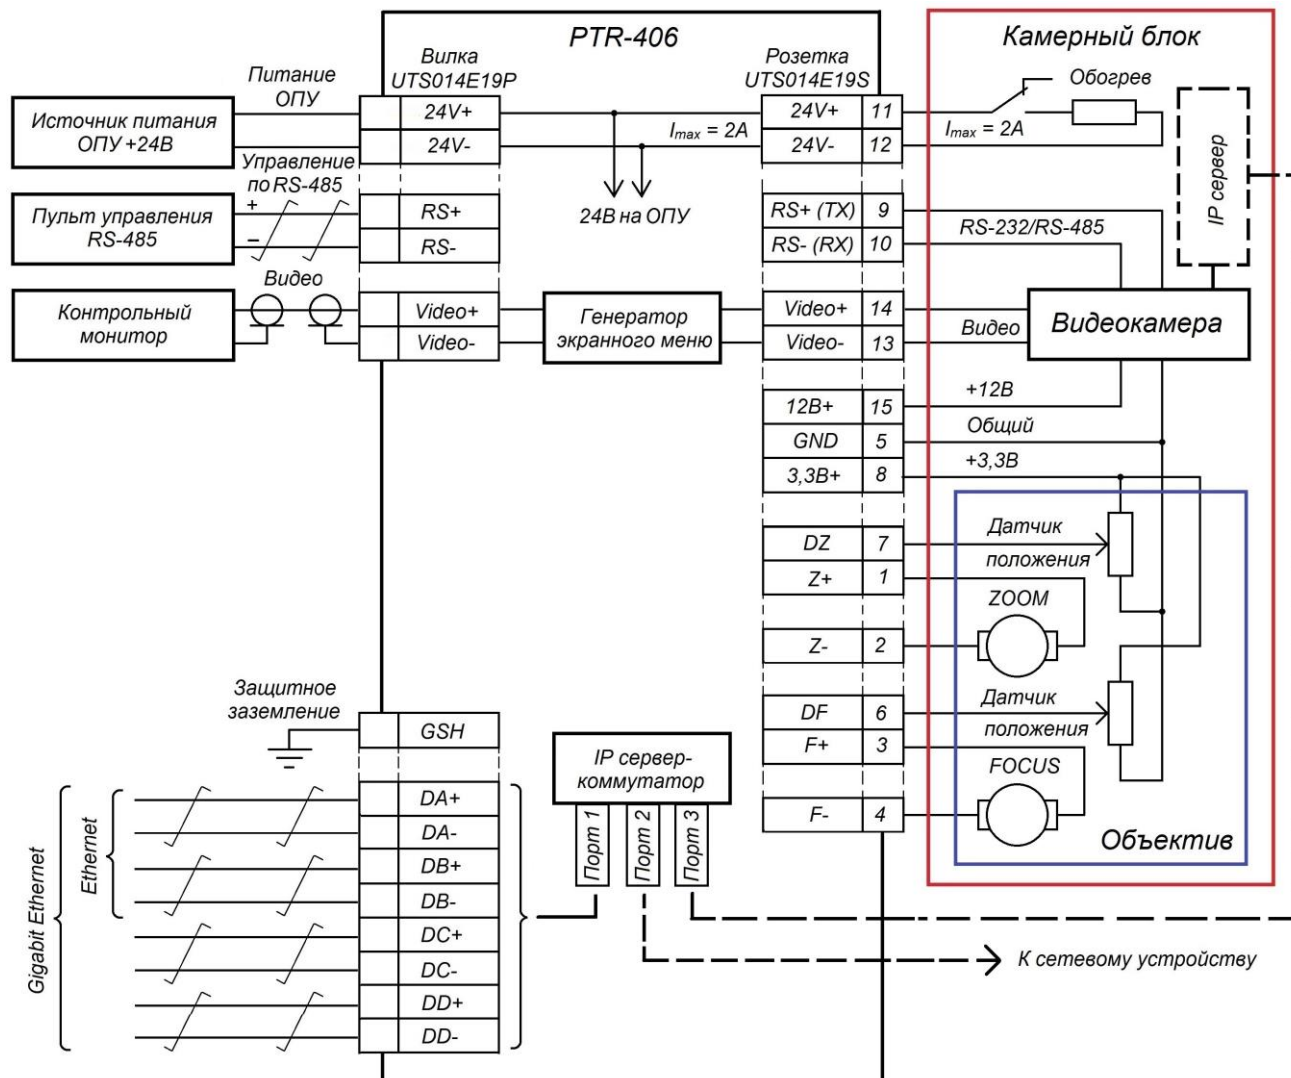 PTR-406
Вилка
UTS014E19P
Розетка
UTS014E19S
Камерный блок
Питание
ОПУ
Источник питания
ОПУ +24В
24V+
24V-
I max = 2А
24В на ОПУ
24V+ 11
24V- 12
I max = 2А
Обогрев
IP сервер
Управление
по RS-485
Пульт управления
RS-485
+
−
RS+
RS-
RS+ (TX) 9
RS- (RX) 10
RS-232/RS-485
Видео
Контрольный
монитор
Video+
Video-
Генератор
экранного меню
Video+ 14
Video- 13
Видео
Видеокамера
12В+ 15
GND 5
3,3В+ 8
+12В
Общий
+3,3В
DZ 7
Z+ 1
Z- 2
Датчик
положения
ZOOM
DF 6
F+ 3
F- 4
Датчик
положения
FOCUS
Объектив
Защитное
заземление
GSH
Gigabit Ethernet
Ethernet
DA+
DA-
DB+
DB-
DC+
DC-
DD+
DD-
IP сервер-
коммутатор
Порт 1
Порт 2
Порт 3
К сетевому устройству